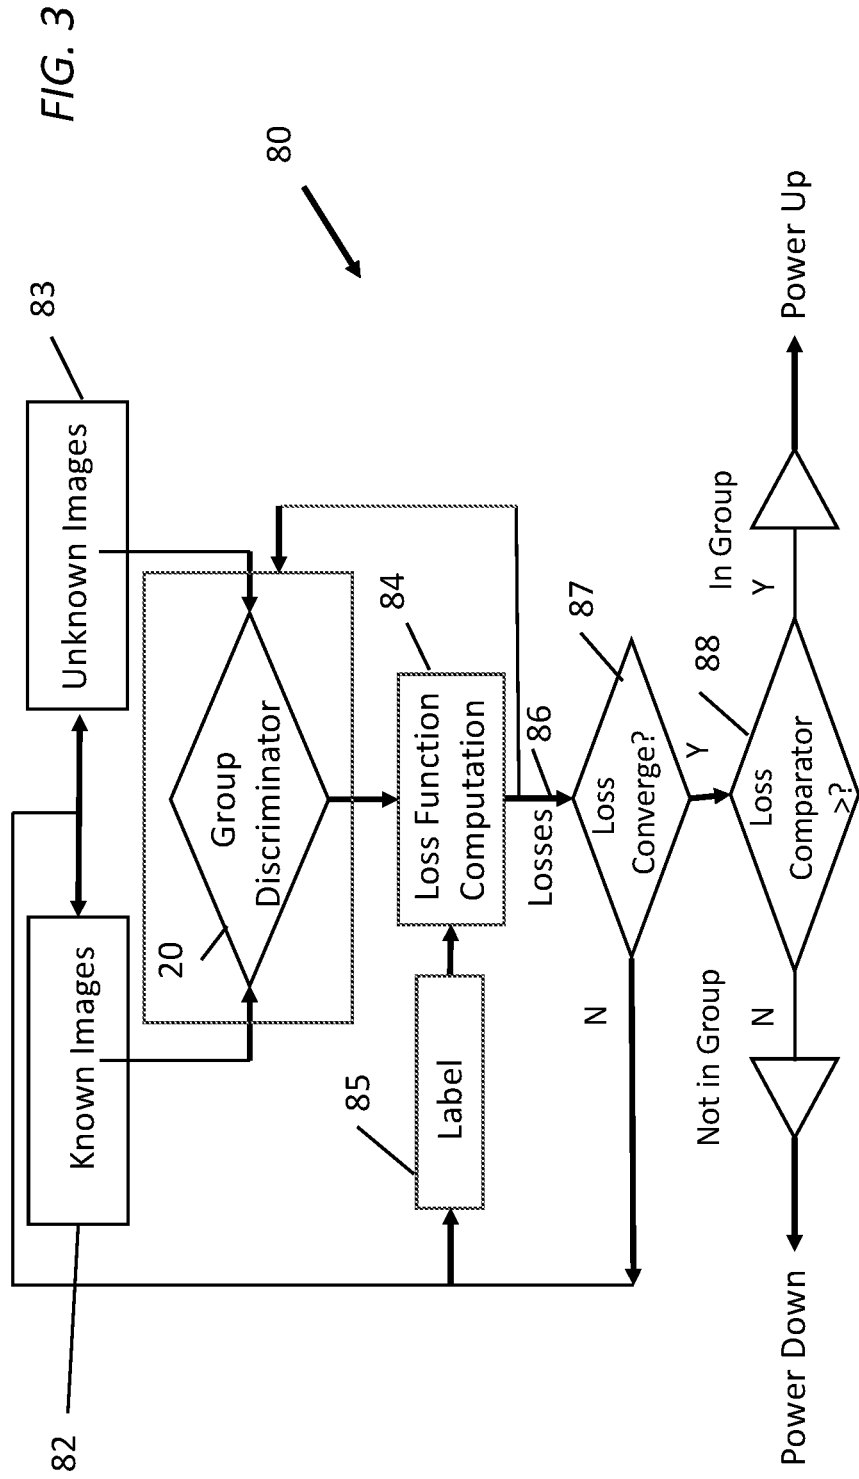 FIG. 3
80
82
Known Images
83
Unknown Images
20
Group
Discriminator
84
Loss Function
Computation
85
Label
Losses
86
87
Loss
Converge?
N
Y
88
Loss
Comparator
>?
Not in Group
N
In Group
Y
Power Down
Power Up